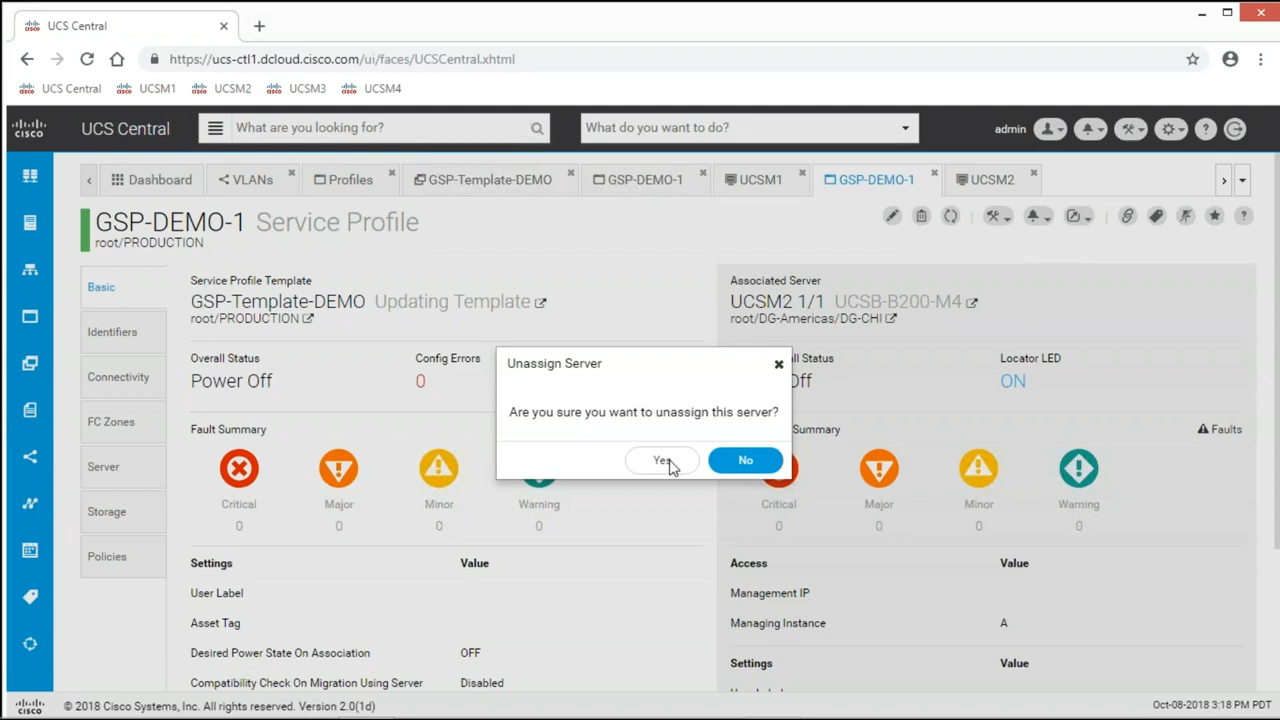 UCS Central
https://ucs-ctl1.dcloud.cisco.com/ui/faces/UCSCentral.xhtml
UCS Central UCSM1 UCSM2 UCSM3 UCSM4
cisco UCS Central What are you looking for? What do you want to do? admin
Dashboard VLANs Profiles GSP-Template-DEMO GSP-DEMO-1 UCSM1 GSP-DEMO-1 UCSM2
GSP-DEMO-1 Service Profile
root/PRODUCTION
Basic
Identifiers
Connectivity
FC Zones
Server
Storage
Policies
Service Profile Template
GSP-Template-DEMO Updating Template
root/PRODUCTION
Overall Status Config Errors
Power Off 0
Fault Summary
Critical Major Minor Warning
0 0 0 0
Settings Value
User Label
Asset Tag
Desired Power State On Association OFF
Compatibility Check On Migration Using Server Disabled
Associated Server
UCSM2 1/1 UCSB-B200-M4
root/DG-Americas/DG-CHI
Status Locator LED
Off ON
Summary Faults
Critical Major Minor Warning
0 0 0 0
Access Value
Management IP
Managing Instance A
Settings Value
Unassign Server
Are you sure you want to unassign this server?
Yes No
cisco © 2018 Cisco Systems, Inc. All rights reserved. Version 2.0(1d) Oct-08-2018 3:18 PM PDT